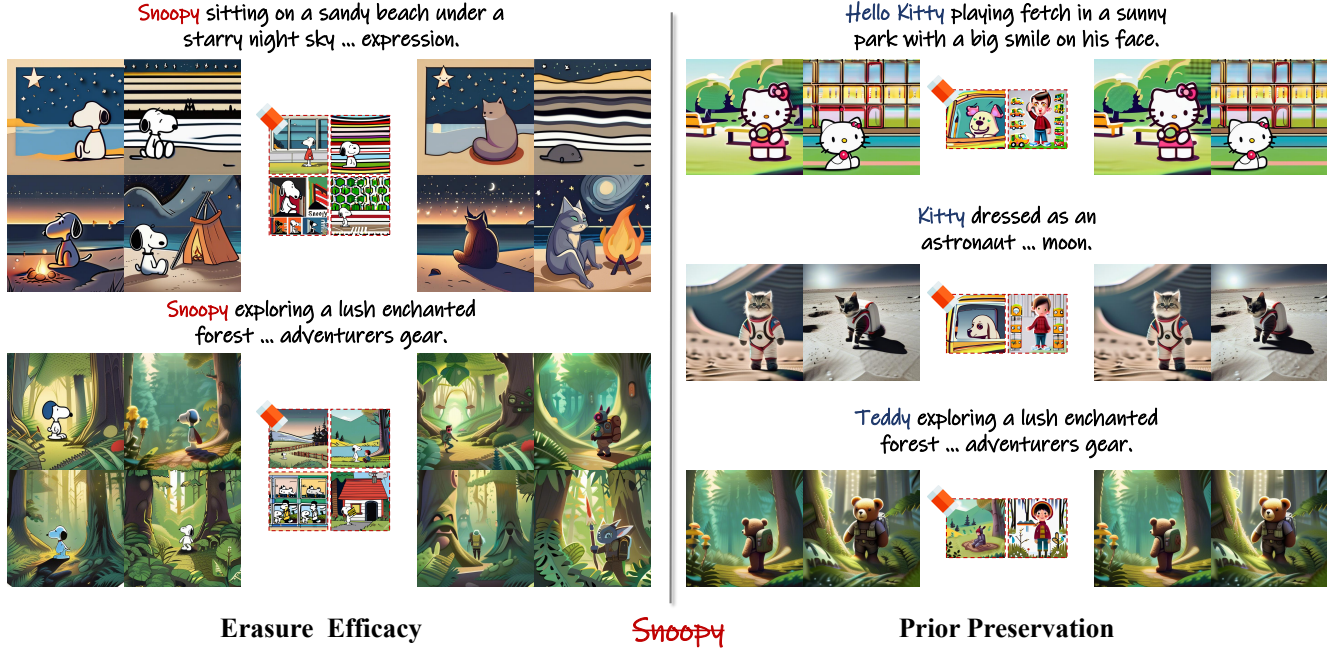 Snoopy sitting on a sandy beach under a
starry night sky ... expression.
Snoopy
Snoopy exploring a lush enchanted
forest ... adventurers gear.
Erasure Efficacy
Snoopy
Hello Kitty playing fetch in a sunny
park with a big smile on his face.
Kitty dressed as an
astronaut ... moon.
Teddy exploring a lush enchanted
forest ... adventurers gear.
Prior Preservation